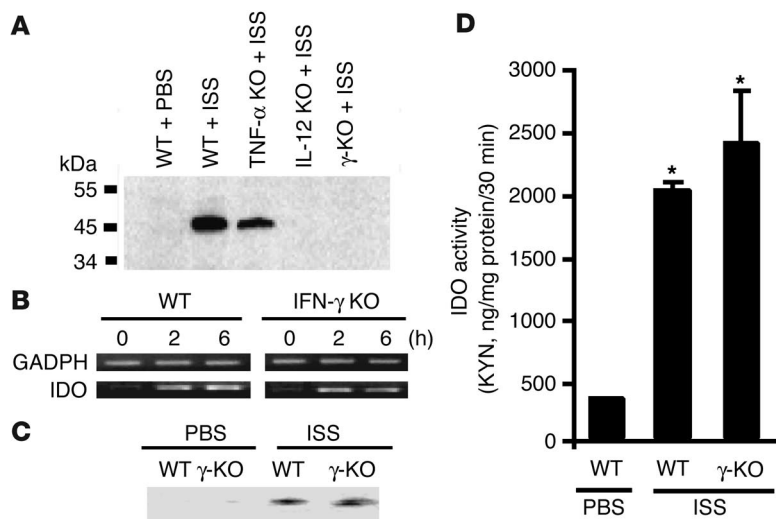 A
WT + PBS
WT + ISS
TNF-α KO + ISS
IL-12 KO + ISS
γ-KO + ISS
kDa
55
45
34
B
WT
IFN-γ KO
0 2 6 0 2 6 (h)
GADPH
IDO
C
PBS ISS
WT γ-KO WT γ-KO
D
IDO activity
(KYN, ng/mg protein/30 min)
3000
2500
2000
1500
1000
500
0
*
*
WT WT γ-KO
PBS ISS